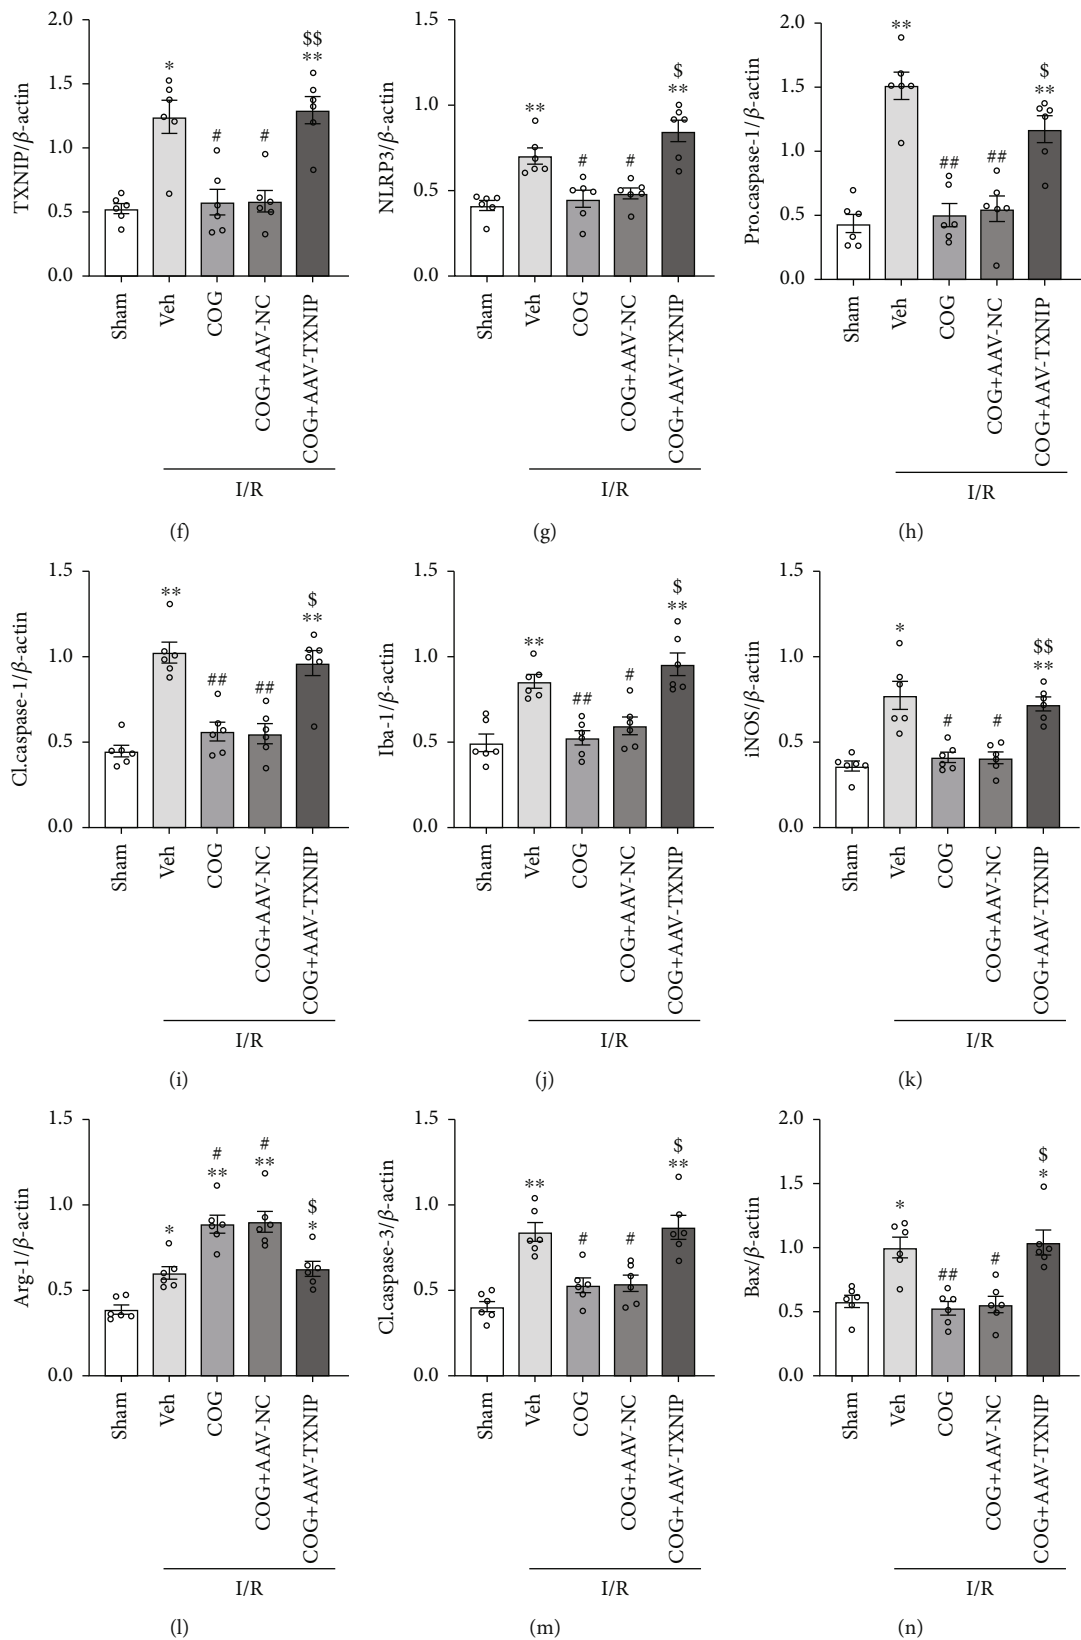 TXNIP/β-actin
2.0
1.5
1.0
0.5
0.0
*
#
#
$$
**
Sham
Veh
COG
COG+AAV-NC
COG+AAV-TXNIP
I/R
(f)
NLRP3/β-actin
1.5
1.0
0.5
0.0
**
#
#
$
**
Sham
Veh
COG
COG+AAV-NC
COG+AAV-TXNIP
I/R
(g)
Pro.caspase-1/β-actin
2.0
1.5
1.0
0.5
0.0
**
##
##
$
**
Sham
Veh
COG
COG+AAV-NC
COG+AAV-TXNIP
I/R
(h)
Cl.caspase-1/β-actin
1.5
1.0
0.5
0.0
**
##
##
$
**
Sham
Veh
COG
COG+AAV-NC
COG+AAV-TXNIP
I/R
(i)
Iba-1/β-actin
1.5
1.0
0.5
0.0
**
##
#
$
**
Sham
Veh
COG
COG+AAV-NC
COG+AAV-TXNIP
I/R
(j)
iNOS/β-actin
1.5
1.0
0.5
0.0
*
#
#
$$
**
Sham
Veh
COG
COG+AAV-NC
COG+AAV-TXNIP
I/R
(k)
Arg-1/β-actin
1.5
1.0
0.5
0.0
*
#
**
#
**
$
*
Sham
Veh
COG
COG+AAV-NC
COG+AAV-TXNIP
I/R
(l)
Cl.caspase-3/β-actin
1.5
1.0
0.5
0.0
**
#
#
$
**
Sham
Veh
COG
COG+AAV-NC
COG+AAV-TXNIP
I/R
(m)
Bax/β-actin
2.0
1.5
1.0
0.5
0.0
*
##
#
$
*
Sham
Veh
COG
COG+AAV-NC
COG+AAV-TXNIP
I/R
(n)